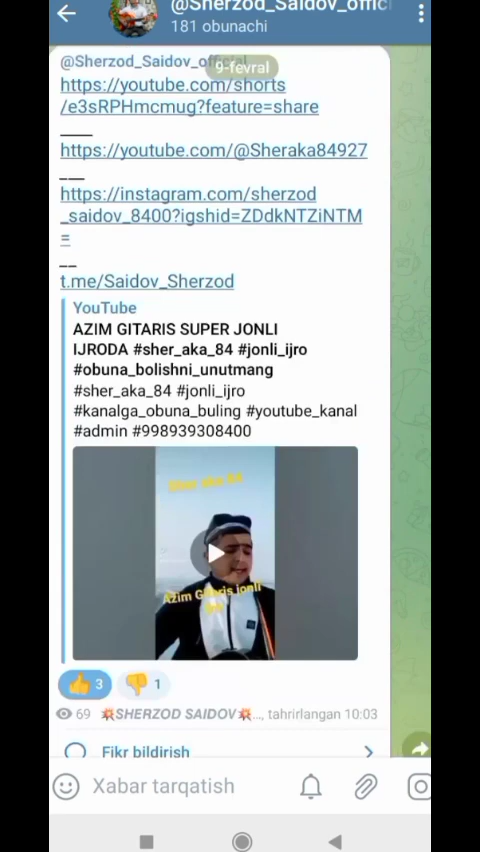 @Sherzod_Saidov_offici
181 obunachi
@Sherzod_Saidov_official
9-fevral
https://youtube.com/shorts
/e3sRPHmcmug?feature=share
____
https://youtube.com/@Sheraka84927
_ __
https://instagram.com/sherzod
_saidov_8400?igshid=ZDdkNTZiNTM
=
__
t.me/Saidov_Sherzod
YouTube
AZIM GITARIS SUPER JONLI
IJRODA #sher_aka_84 #jonli_ijro
#obuna_bolishni_unutmang
#sher_aka_84 #jonli_ijro
#kanalga_obuna_buling #youtube_kanal
#admin #998939308400
Sher aka 84
Azim Gitaris jonli
3
1
69 💥SHERZOD SAIDOV💥..., tahrirlangan 10:03
Fikr bildirish
Xabar tarqatish